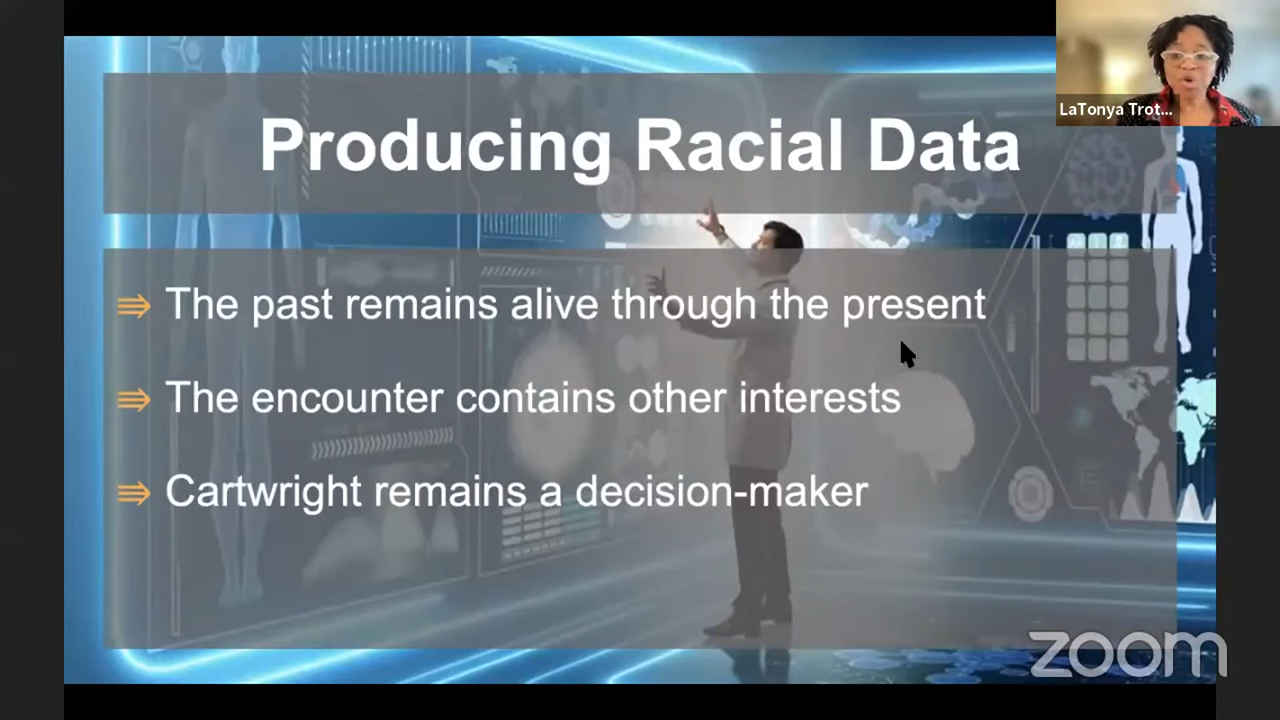 LaTonya Trot...
Producing Racial Data
⇛ The past remains alive through the present
⇛ The encounter contains other interests
⇛ Cartwright remains a decision-maker
zoom